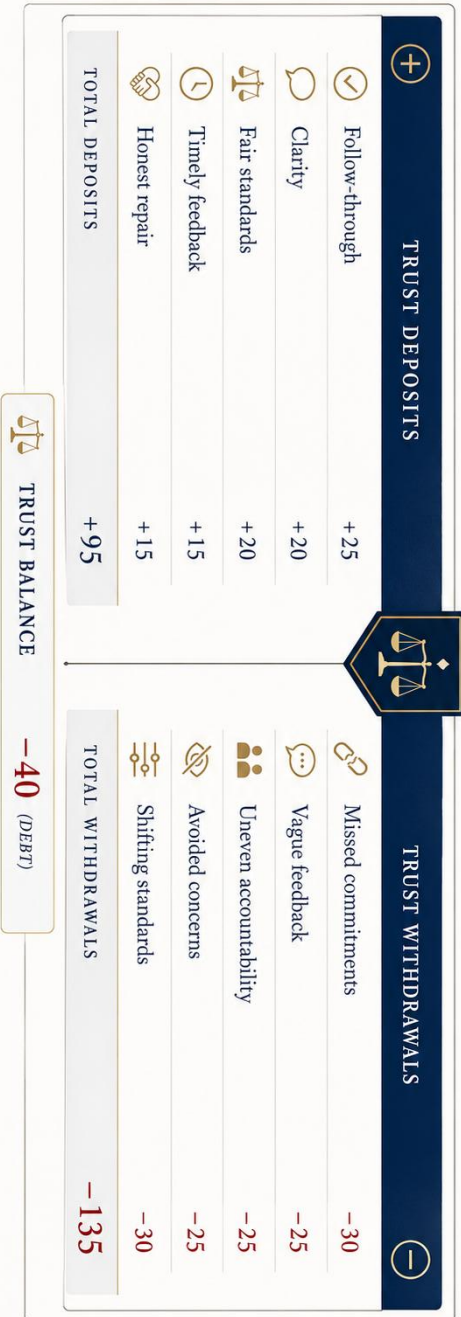 TRUST DEPOSITS
Follow-through +25
Clarity +20
Fair standards +20
Timely feedback +15
Honest repair +15
TOTAL DEPOSITS +95
TRUST WITHDRAWALS
Missed commitments −30
Vague feedback −25
Uneven accountability −25
Avoided concerns −25
Shifting standards −30
TOTAL WITHDRAWALS −135
TRUST BALANCE −40 (DEBT)